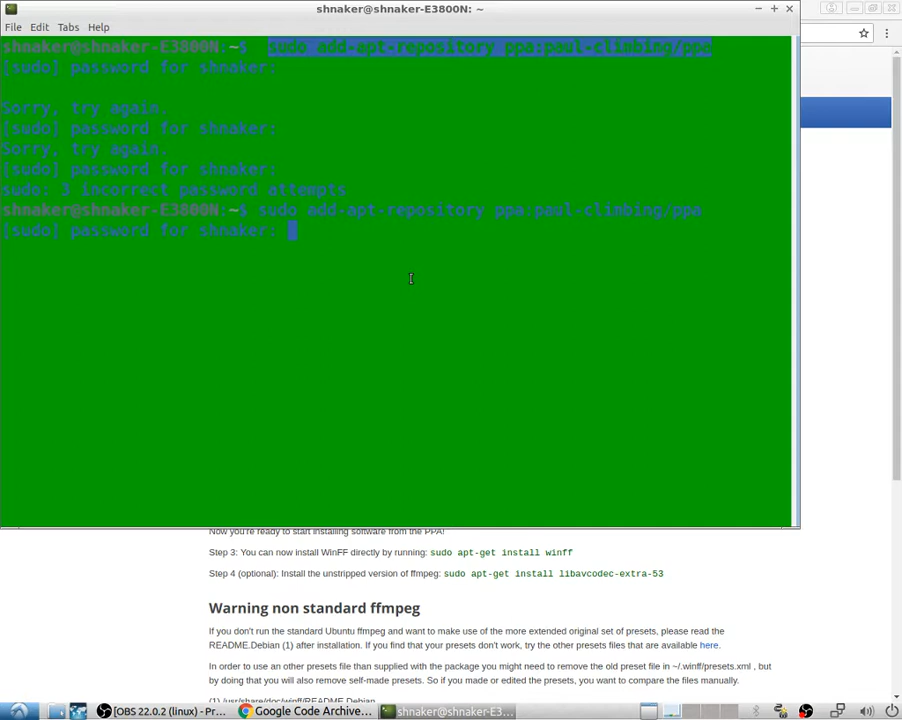 shnaker@shnaker-E3800N: ~
File Edit Tabs Help
shnaker@shnaker-E3800N:~$ sudo add-apt-repository ppa:paul-climbing/ppa
[sudo] password for shnaker:
Sorry, try again.
[sudo] password for shnaker:
Sorry, try again.
[sudo] password for shnaker:
sudo: 3 incorrect password attempts
shnaker@shnaker-E3800N:~$ sudo add-apt-repository ppa:paul-climbing/ppa
[sudo] password for shnaker:
Now you're ready to start installing software from the PPA!
Step 3: You can now install WinFF directly by running: sudo apt-get install winff
Step 4 (optional): Install the unstripped version of ffmpeg: sudo apt-get install libavcodec-extra-53
Warning non standard ffmpeg
If you don't run the standard Ubuntu ffmpeg and want to make use of the more extended original set of presets, please read the
README.Debian (1) after installation. If you find that your presets don't work, try the other presets files that are available here.
In order to use an other presets file than supplied with the package you might need to remove the old preset file in ~/.winff/presets.xml , but
by doing that you will also remove self-made presets. So if you made or edited the presets, you want to compare the files manually.
(1) /usr/share/doc/winff/README.Debian
[OBS 22.0.2 (linux) - Pr... Google Code Archive... shnaker@shnaker-E3...